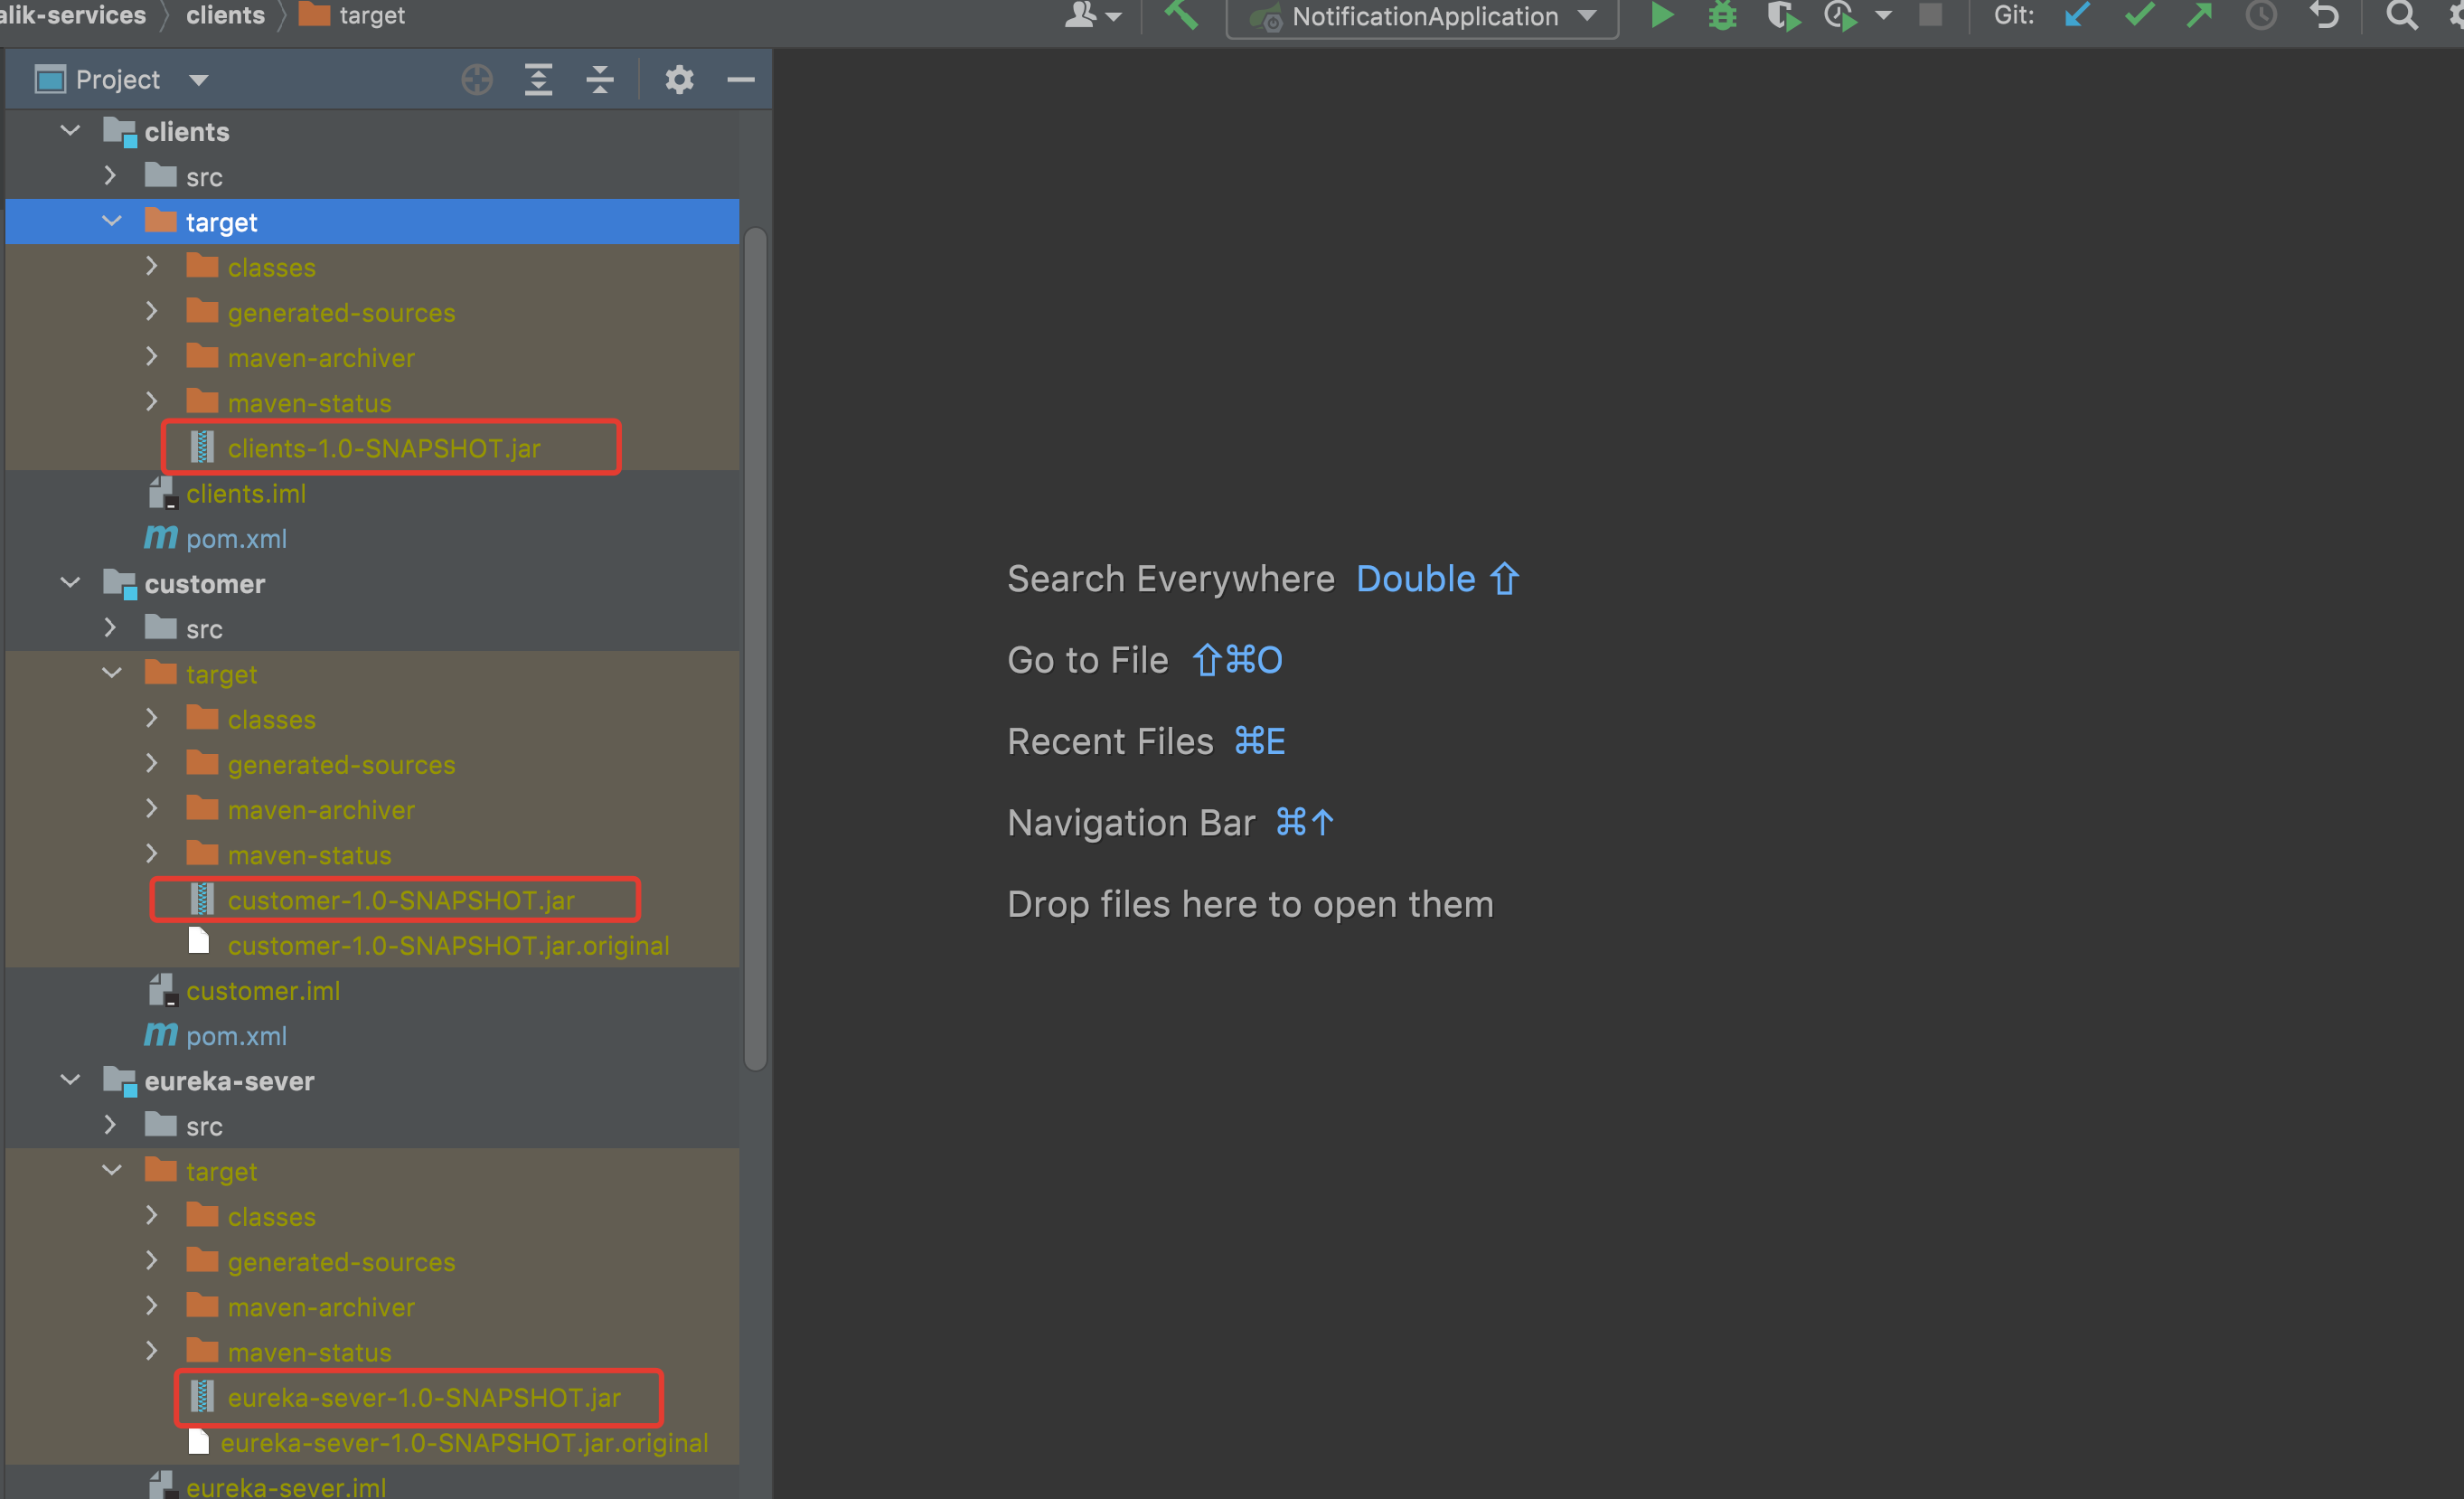 alik-services clients target
NotificationApplication
Git:
Project
clients
src
target
classes
generated-sources
maven-archiver
maven-status
clients-1.0-SNAPSHOT.jar
clients.iml
pom.xml
customer
src
target
classes
generated-sources
maven-archiver
maven-status
customer-1.0-SNAPSHOT.jar
customer-1.0-SNAPSHOT.jar.original
customer.iml
pom.xml
eureka-sever
src
target
classes
generated-sources
maven-archiver
maven-status
eureka-sever-1.0-SNAPSHOT.jar
eureka-sever-1.0-SNAPSHOT.jar.original
eureka-sever.iml
Search Everywhere Double ⇧
Go to File ⇧⌘O
Recent Files ⌘E
Navigation Bar ⌘↑
Drop files here to open them